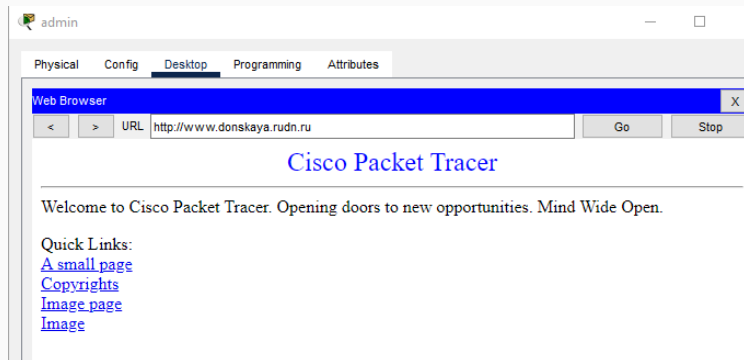 admin
Physical Config Desktop Programming Attributes
Web Browser X
< > URL http://www.donskaya.rudn.ru Go Stop
Cisco Packet Tracer
Welcome to Cisco Packet Tracer. Opening doors to new opportunities. Mind Wide Open.
Quick Links:
A small page
Copyrights
Image page
Image